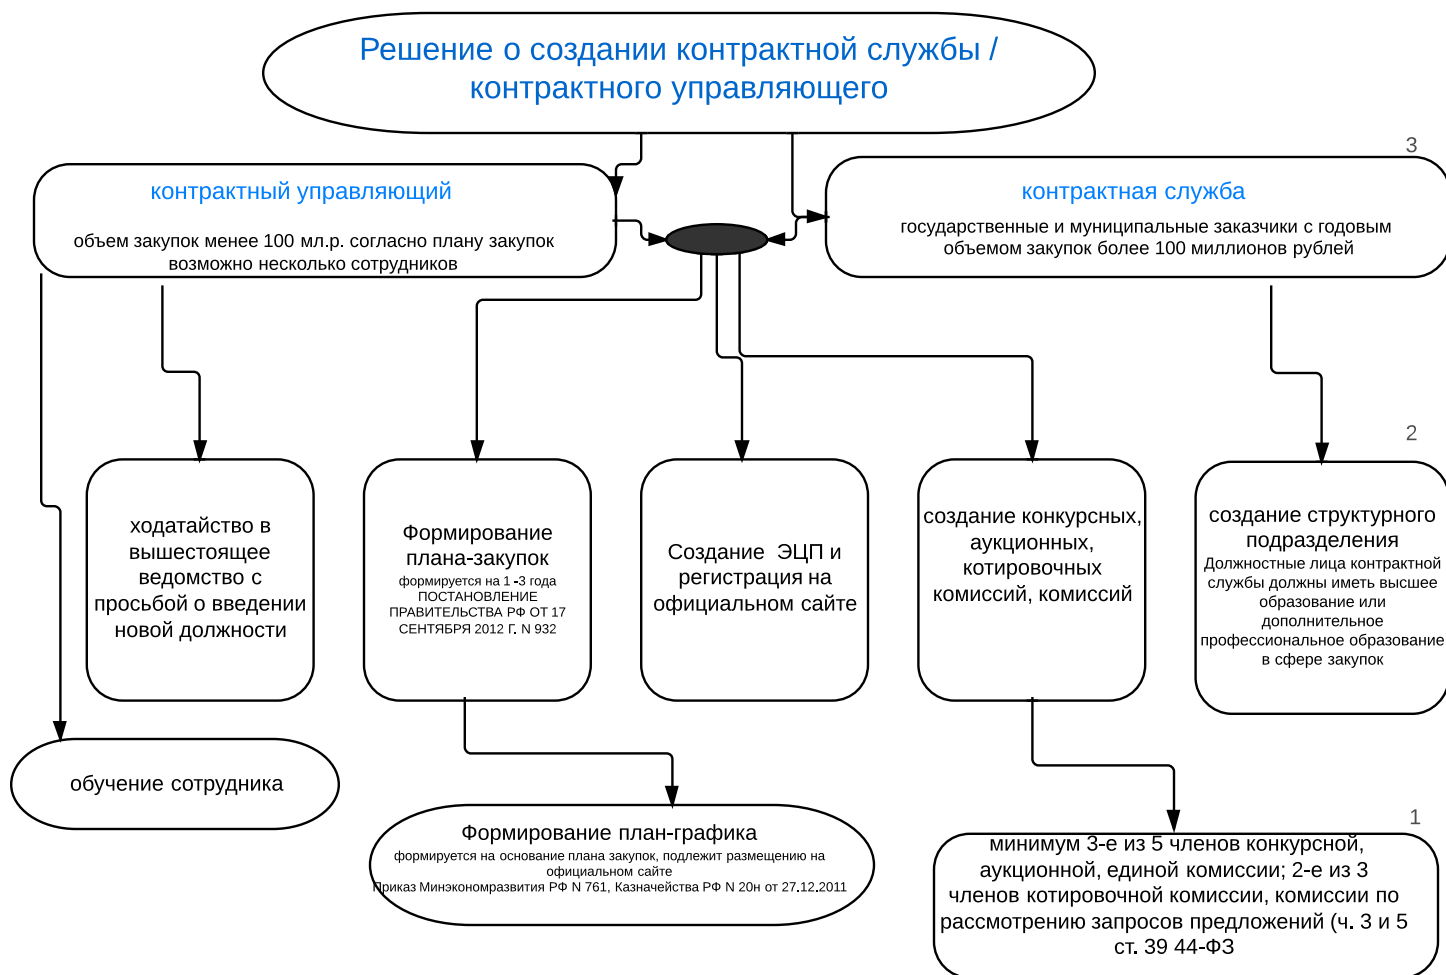 Решение о создании контрактной службы /
контрактного управляющего
3
контрактный управляющий
объем закупок менее 100 мл.р. согласно плану закупок
возможно несколько сотрудников
контрактная служба
государственные и муниципальные заказчики с годовым
объемом закупок более 100 миллионов рублей
2
ходатайство в
вышестоящее
ведомство с
просьбой о введении
новой должности
Формирование
плана-закупок
формируется на 1-3 года
ПОСТАНОВЛЕНИЕ
ПРАВИТЕЛЬСТВА РФ ОТ 17
СЕНТЯБРЯ 2012 Г. N 932
Создание ЭЦП и
регистрация на
официальном сайте
создание конкурсных,
аукционных,
котировочных
комиссий, комиссий
создание структурного
подразделения
Должностные лица контрактной
службы должны иметь высшее
образование или
дополнительное
профессиональное образование
в сфере закупок
обучение сотрудника
Формирование план-графика
формируется на основание плана закупок, подлежит размещению на
официальном сайте
Приказ Минэкономразвития РФ N 761, Казначейства РФ N 20н от 27.12.2011
1
минимум 3-е из 5 членов конкурсной,
аукционной, единой комиссии; 2-е из 3
членов котировочной комиссии, комиссии по
рассмотрению запросов предложений (ч. 3 и 5
ст. 39 44-ФЗ